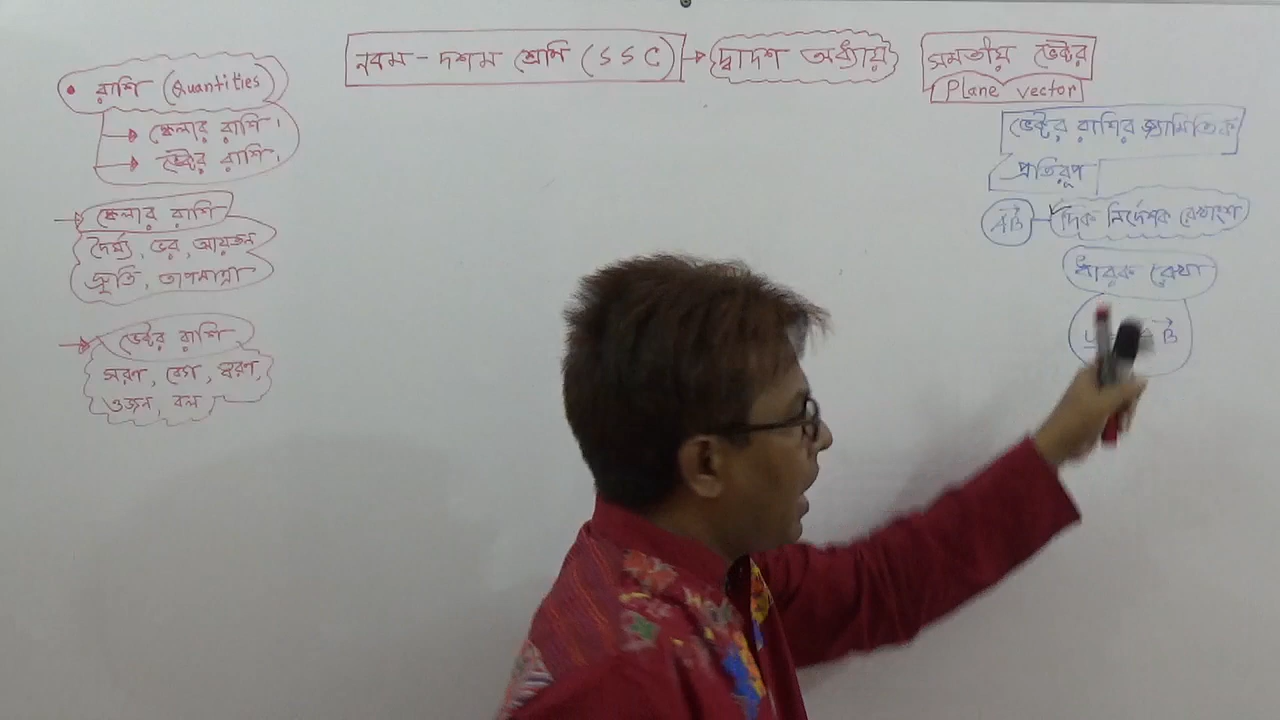 নবম - দশম শ্রেণি (SSC) → দ্বাদশ অধ্যায়
সমতলীয় ভেক্টর
Plane vector
• রাশি (Quantities)
→ স্কেলার রাশি।
→ ভেক্টর রাশি।
→ স্কেলার রাশি
দৈর্ঘ্য, ভর, আয়তন
দ্রুতি, তাপমাত্রা
→ ভেক্টর রাশি
সরণ, বেগ, ত্বরণ,
ওজন, বল
ভেক্টর রাশির জ্যামিতিক
প্রতিরূপ
AB দিক নির্দেশক রেখাংশ
ধারক রেখা
B